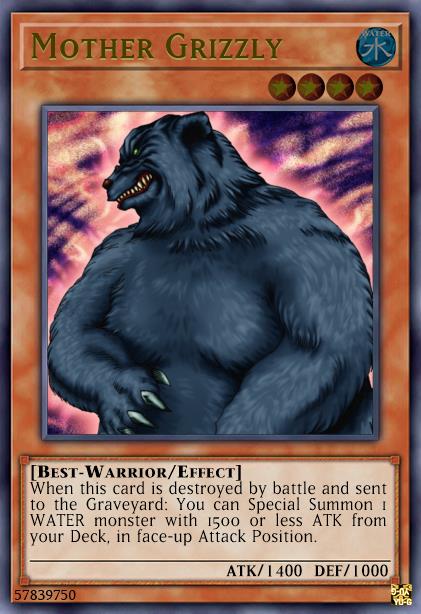 MOTHER GRIZZLY
WATER
水
[BEST-WARRIOR/EFFECT]
When this card is destroyed by battle and sent
to the Graveyard: You can Special Summon 1
WATER monster with 1500 or less ATK from
your Deck, in face-up Attack Position.
ATK/1400 DEF/1000
57839750